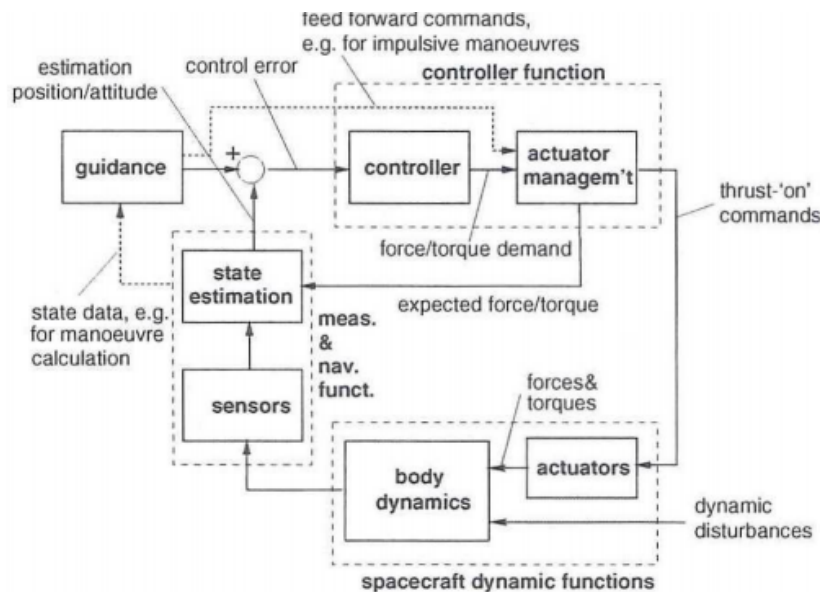 feed forward commands,
e.g. for impulsive manoeuvres
estimation
position/attitude
control error
controller function
+
guidance
controller
actuator
managem't
thrust-'on'
commands
force/torque demand
state
estimation
expected force/torque
state data, e.g.
for manoeuvre
calculation
meas.
&
nav.
funct.
sensors
forces&
torques
body
dynamics
actuators
dynamic
disturbances
spacecraft dynamic functions